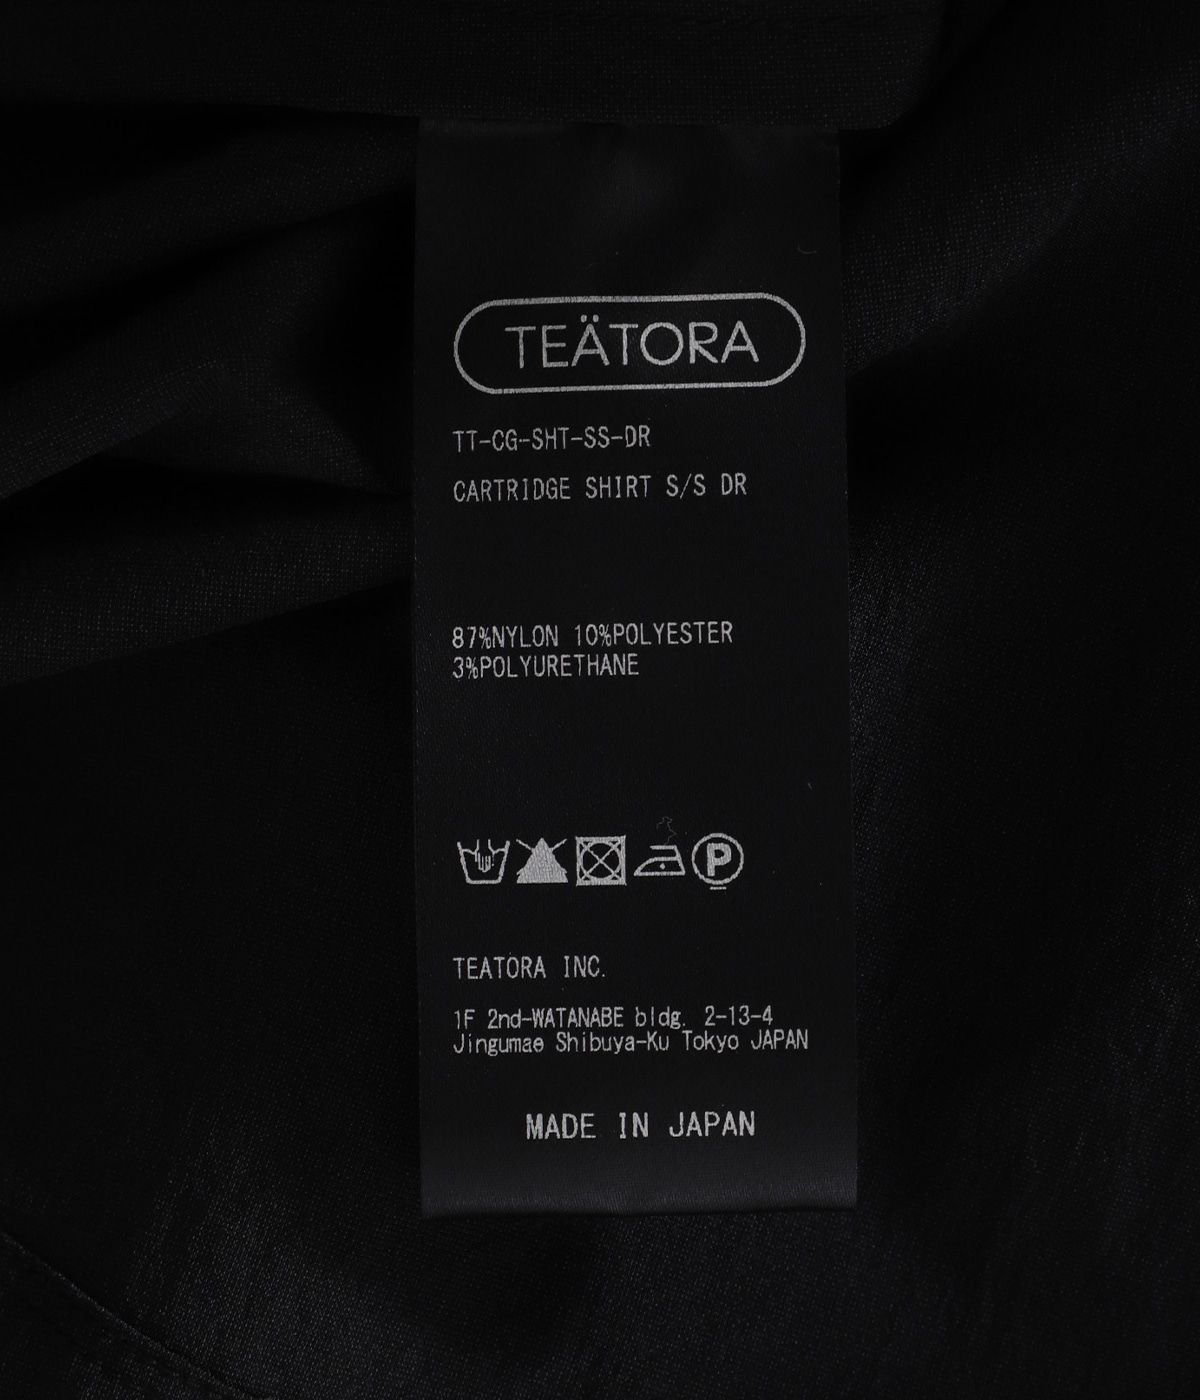 TEÄTORA
TT-CG-SHT-SS-DR
CARTRIDGE SHIRT S/S DR
87%NYLON 10%POLYESTER
3%POLYURETHANE
P
TEATORA INC.
1F 2nd-WATANABE bldg. 2-13-4
Jingumae Shibuya-Ku Tokyo JAPAN
MADE IN JAPAN